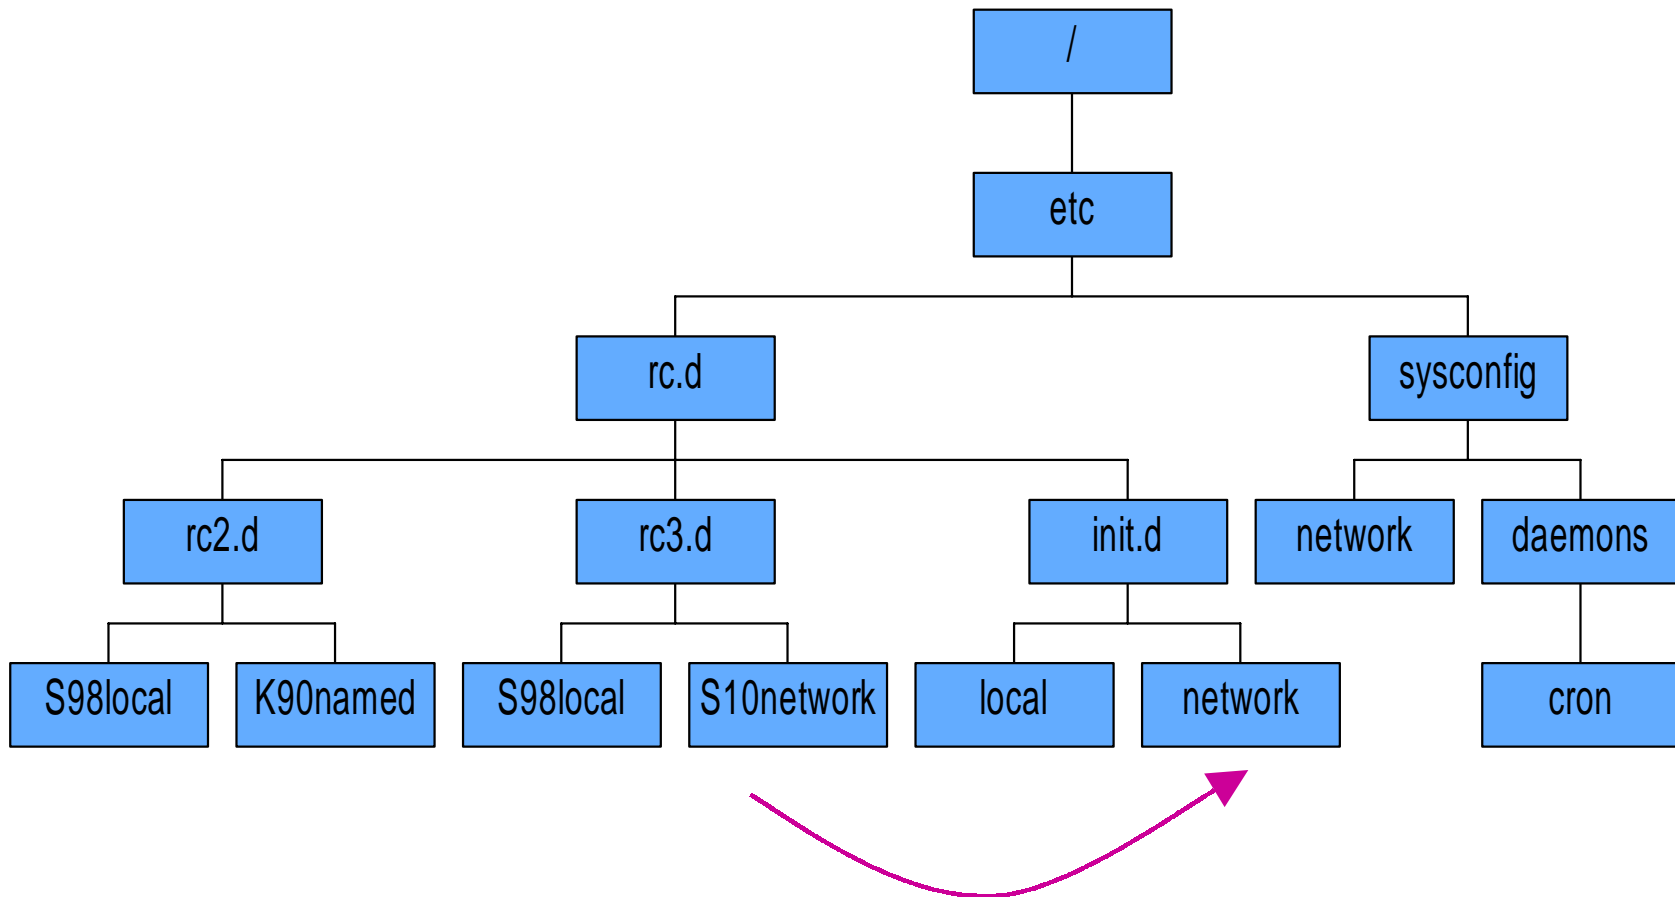 /
etc
rc.d
sysconfig
rc2.d
rc3.d
init.d
network
daemons
S98local
K90named
S98local
S10network
local
network
cron